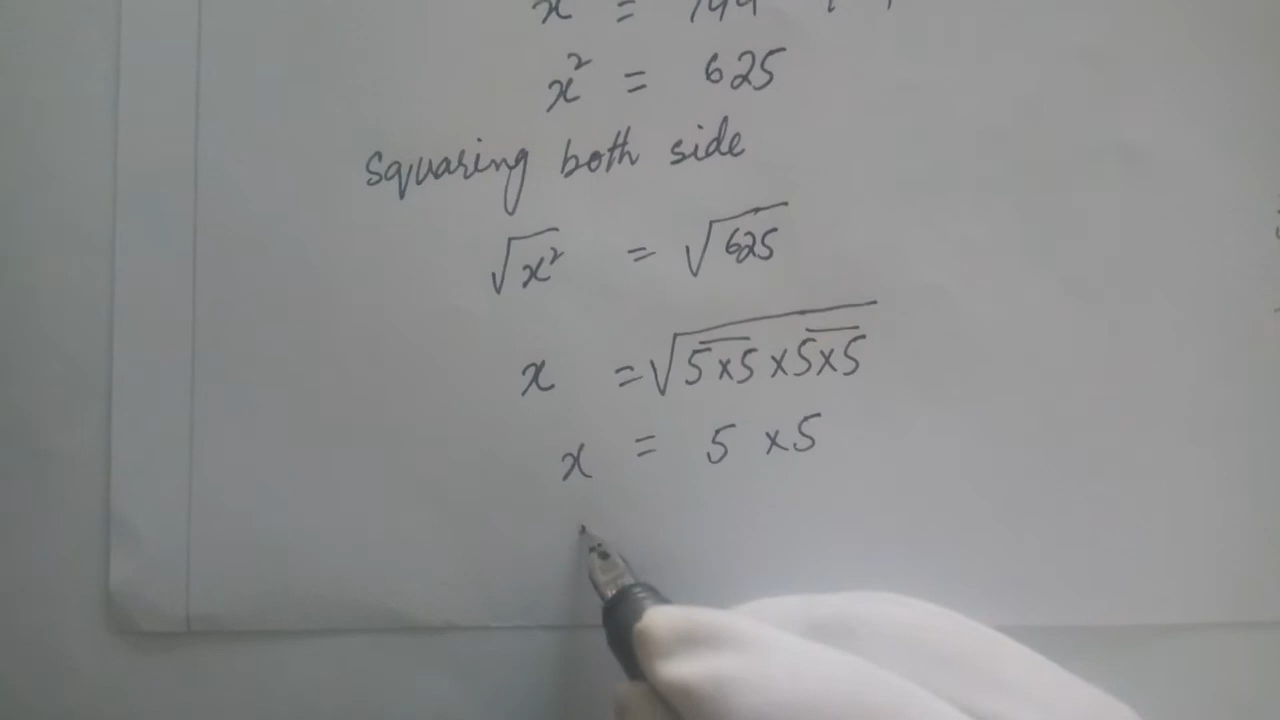 x =
x² = 625
Squaring both side
√x² = √625
x = √5×5×5×5
x = 5 ×5